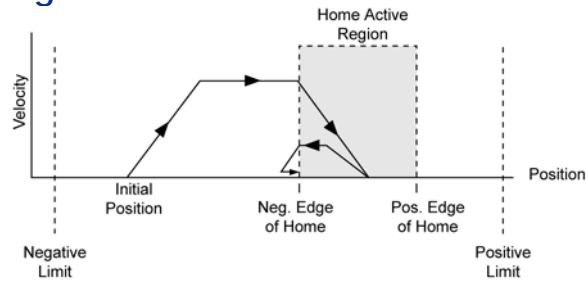 Home Active
Region
Velocity
Position
Initial
Position
Neg. Edge
of Home
Pos. Edge
of Home
Negative
Limit
Positive
Limit